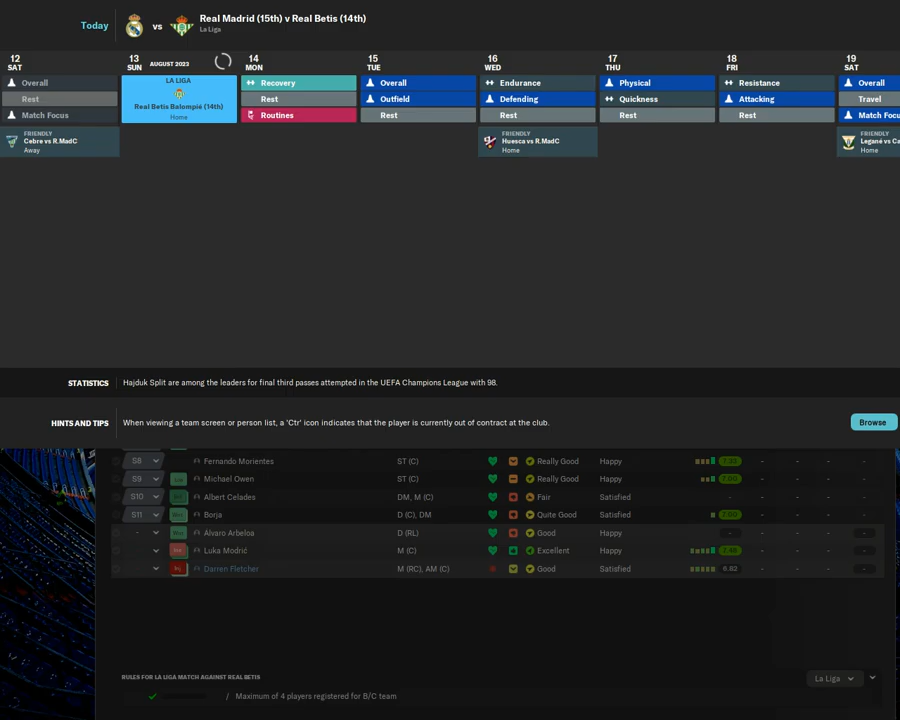 Today
vs
Real Madrid (15th) v Real Betis (14th)
La Liga
12
SAT
13
SUN
AUGUST 2023
14
MON
15
TUE
16
WED
17
THU
18
FRI
19
SAT
Overall
LA LIGA
Recovery
Overall
Endurance
Physical
Resistance
Overall
Rest
Rest
Outfield
Defending
Quickness
Attacking
Travel
Match Focus
Real Betis Balompié (14th)
Home
Routines
Rest
Rest
Rest
Rest
Match Focu
FRIENDLY
Cebre vs R.MadC
Away
FRIENDLY
Huesca vs R.MadC
Home
FRIENDLY
Legané vs Ca
Home
STATISTICS
Hajduk Split are among the leaders for final third passes attempted in the UEFA Champions League with 98.
HINTS AND TIPS
When viewing a team screen or person list, a 'Ctr' icon indicates that the player is currently out of contract at the club.
Browse
S8 Fernando Morientes ST (C) Really Good Happy
S9 Michael Owen ST (C) Really Good Happy 7.00
S10 Albert Celades DM, M (C) Fair Satisfied -
S11 Borja D (C), DM Quite Good Satisfied
- Álvaro Arbeloa D (RL) Good Happy -
Luka Modrić M (C) Excellent Happy
Inj Darren Fletcher M (RC), AM (C) Good Satisfied 6.82
RULES FOR LA LIGA MATCH AGAINST REAL BETIS
La Liga
/ Maximum of 4 players registered for B/C team